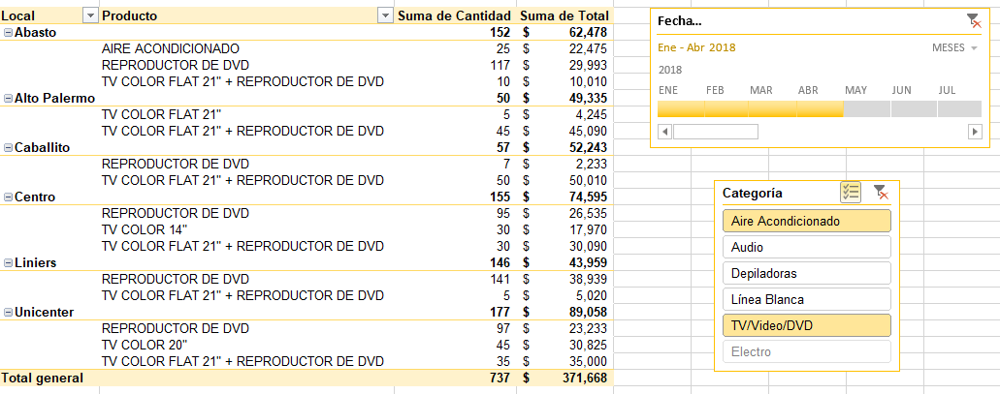 Local Producto Suma de Cantidad Suma de Total
Abasto 152 $ 62,478
AIRE ACONDICIONADO 25 $ 22,475
REPRODUCTOR DE DVD 117 $ 29,993
TV COLOR FLAT 21" + REPRODUCTOR DE DVD 10 $ 10,010
Alto Palermo 50 $ 49,335
TV COLOR FLAT 21" 5 $ 4,245
TV COLOR FLAT 21" + REPRODUCTOR DE DVD 45 $ 45,090
Caballito 57 $ 52,243
REPRODUCTOR DE DVD 7 $ 2,233
TV COLOR FLAT 21" + REPRODUCTOR DE DVD 50 $ 50,010
Centro 155 $ 74,595
REPRODUCTOR DE DVD 95 $ 26,535
TV COLOR 14" 30 $ 17,970
TV COLOR FLAT 21" + REPRODUCTOR DE DVD 30 $ 30,090
Liniers 146 $ 43,959
REPRODUCTOR DE DVD 141 $ 38,939
TV COLOR FLAT 21" + REPRODUCTOR DE DVD 5 $ 5,020
Unicenter 177 $ 89,058
REPRODUCTOR DE DVD 97 $ 23,233
TV COLOR 20" 45 $ 30,825
TV COLOR FLAT 21" + REPRODUCTOR DE DVD 35 $ 35,000
Total general 737 $ 371,668
Fecha...
Ene - Abr 2018 MESES
2018
ENE FEB MAR ABR MAY JUN JUL
Categoría
Aire Acondicionado
Audio
Depiladoras
Línea Blanca
TV/Video/DVD
Electro